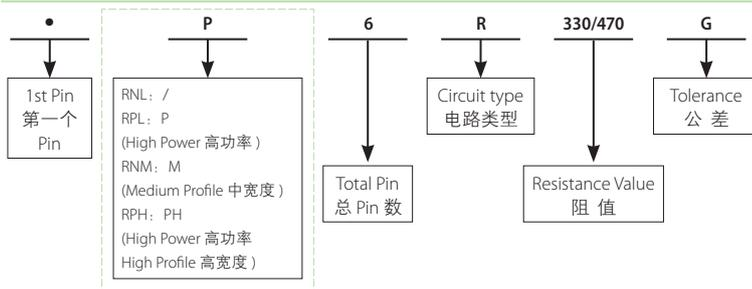 • P 6 R 330/470 G
1st Pin
第一个
Pin
RNL：/
RPL：P
(High Power 高功率 )
RNM：M
(Medium Profile 中宽度 )
RPH：PH
(High Power 高功率
High Profile 高宽度 )
Total Pin
总 Pin 数
Circuit type
电路类型
Resistance Value
阻 值
Tolerance
公 差